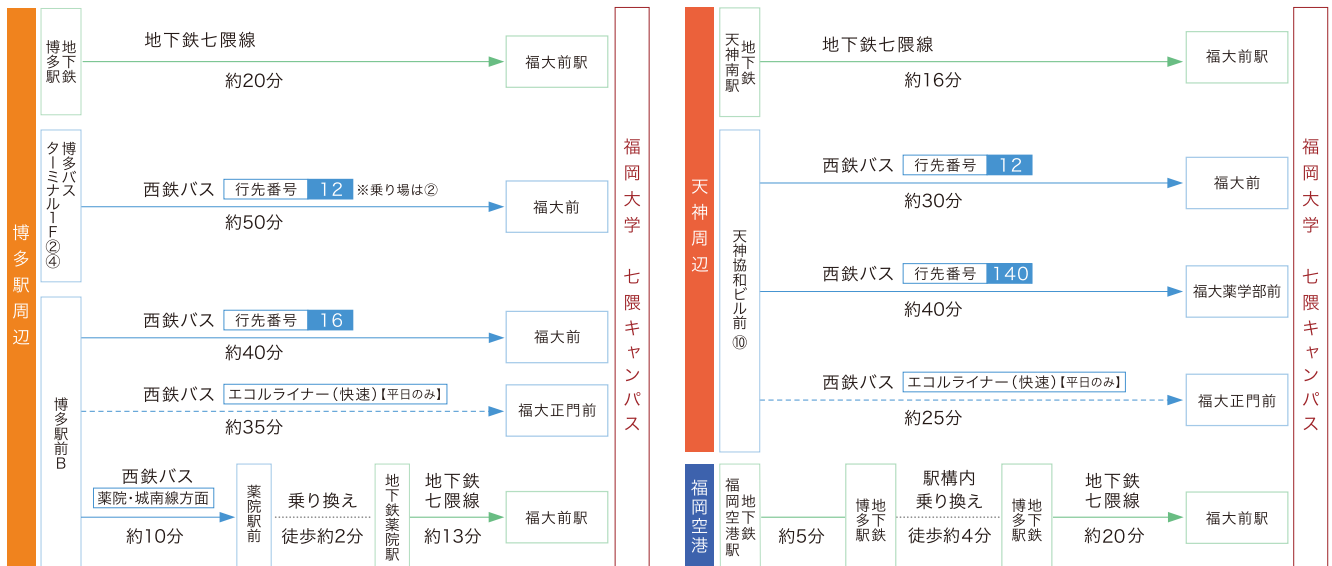 博多駅周辺
地下鉄
博多駅
地下鉄七隈線
約20分
福大前駅
博多バス
ターミナル1F②④
西鉄バス 行先番号 12 ※乗り場は②
約50分
福大前
博多駅前B
西鉄バス 行先番号 16
約40分
福大前
西鉄バス エコルライナー(快速)【平日のみ】
約35分
福大正門前
西鉄バス
薬院・城南線方面
約10分
薬院駅前
乗り換え
徒歩約2分
地下鉄薬院駅
地下鉄
七隈線
約13分
福大前駅
福岡大学 七隈キャンパス
天神周辺
地下鉄
天神南駅
地下鉄七隈線
約16分
福大前駅
天神協和ビル前⑩
西鉄バス 行先番号 12
約30分
福大前
西鉄バス 行先番号 140
約40分
福大薬学部前
西鉄バス エコルライナー(快速)【平日のみ】
約25分
福大正門前
福岡空港
地下鉄
福岡空港駅
約5分
地下鉄
博多駅
駅構内
乗り換え
徒歩約4分
地下鉄
博多駅
地下鉄
七隈線
約20分
福大前駅
福岡大学 七隈キャンパス